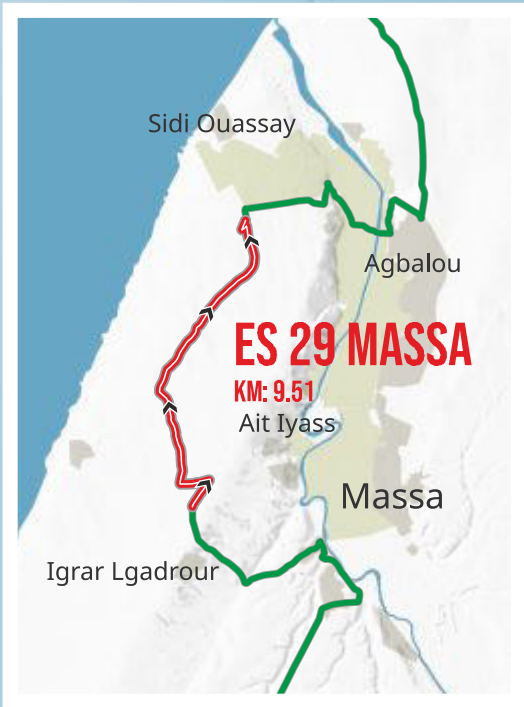 Sidi Ouassay
Agbalou
ES 29 MASSA
KM: 9.51
Ait Iyass
Massa
Igrar Lgadrour